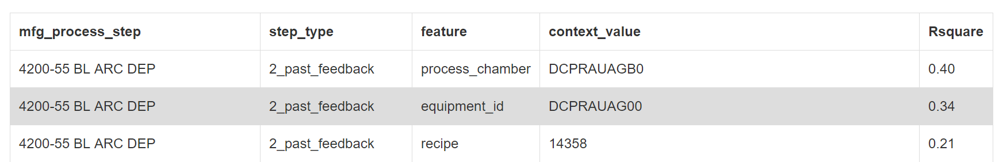 mfg_process_step step_type feature context_value Rsquare
4200-55 BL ARC DEP 2_past_feedback process_chamber DCPRAUAGB0 0.40
4200-55 BL ARC DEP 2_past_feedback equipment_id DCPRAUAG00 0.34
4200-55 BL ARC DEP 2_past_feedback recipe 14358 0.21